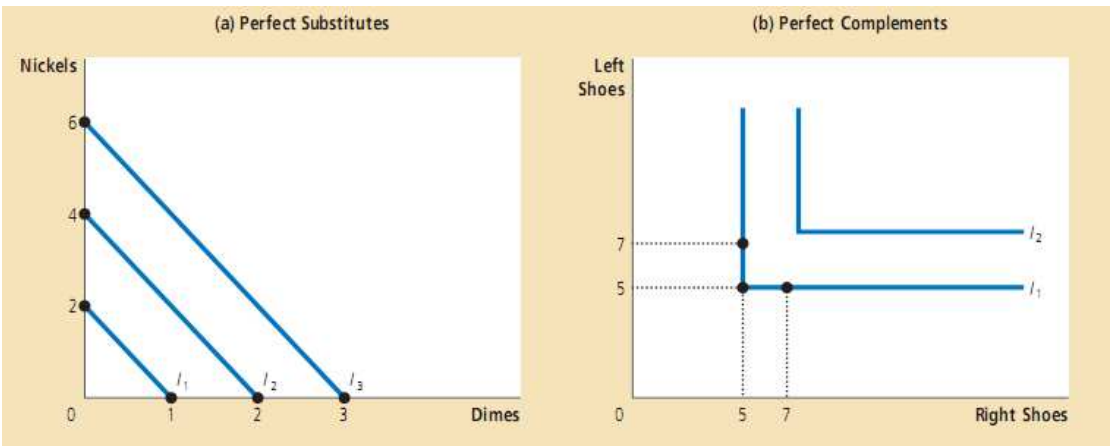 (a) Perfect Substitutes
Nickels
6
4
2
I1
I2
I3
0
1
2
3
Dimes
(b) Perfect Complements
Left
Shoes
7
5
I2
I1
0
5
7
Right Shoes